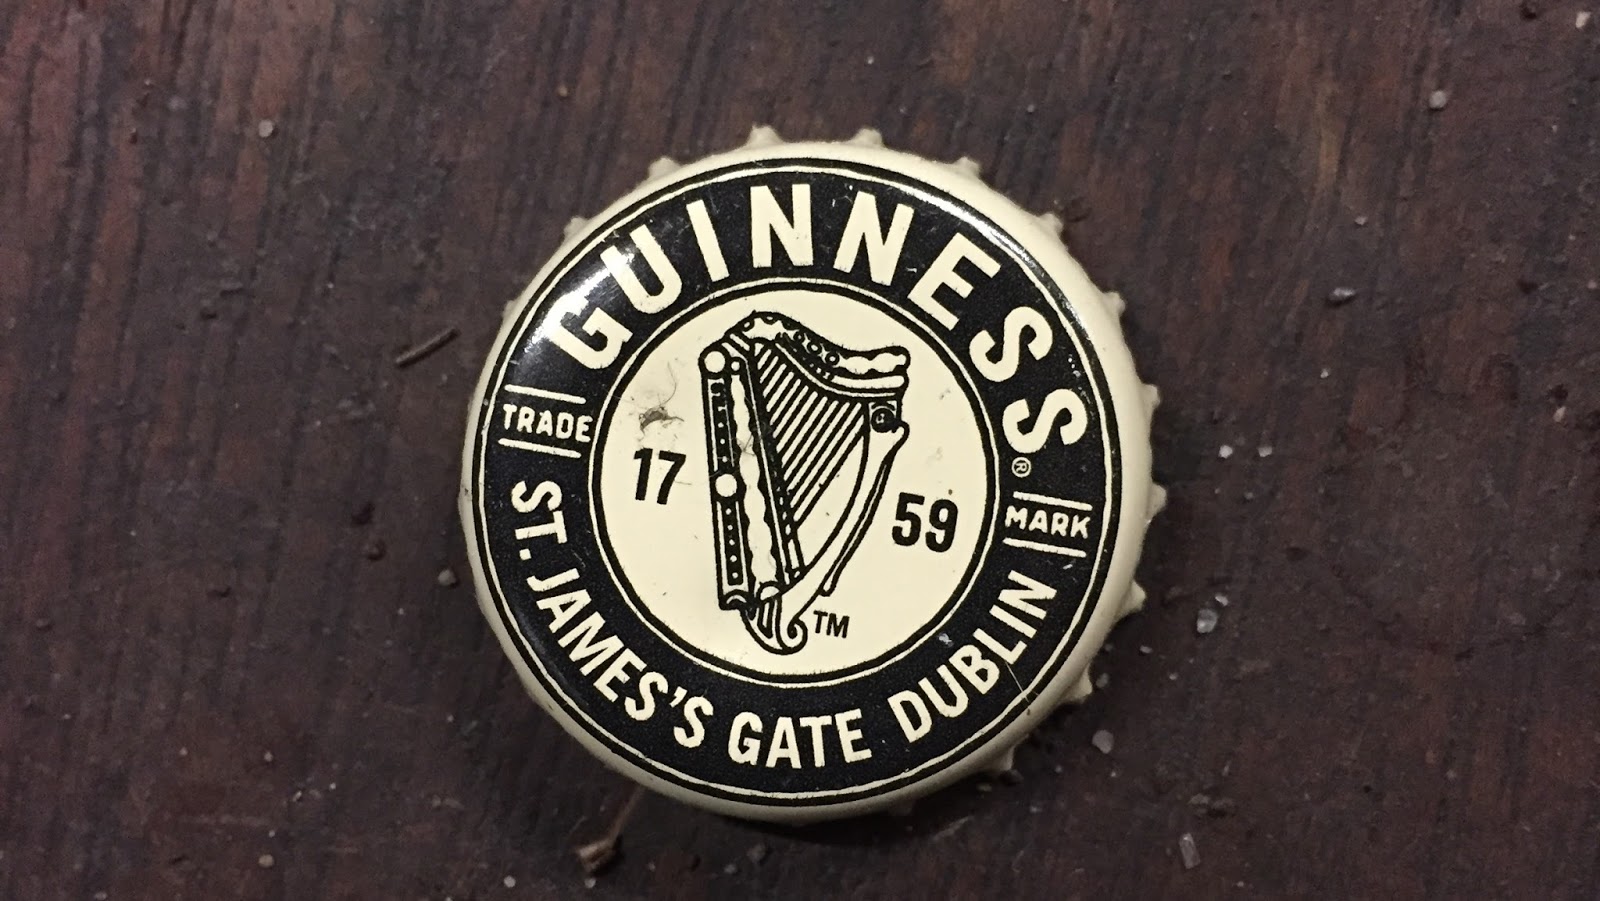 GUINNESS®
TRADE
MARK
17
59
TM
ST. JAMES'S GATE DUBLIN